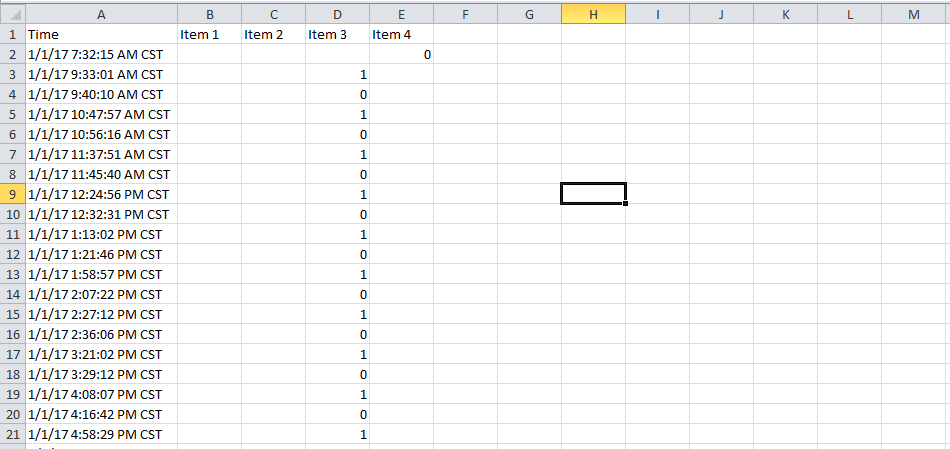 A B C D E F G H I J K L M
1 Time Item 1 Item 2 Item 3 Item 4
2 1/1/17 7:32:15 AM CST 0
3 1/1/17 9:33:01 AM CST 1
4 1/1/17 9:40:10 AM CST 0
5 1/1/17 10:47:57 AM CST 1
6 1/1/17 10:56:16 AM CST 0
7 1/1/17 11:37:51 AM CST 1
8 1/1/17 11:45:40 AM CST 0
9 1/1/17 12:24:56 PM CST 1
10 1/1/17 12:32:31 PM CST 0
11 1/1/17 1:13:02 PM CST 1
12 1/1/17 1:21:46 PM CST 0
13 1/1/17 1:58:57 PM CST 1
14 1/1/17 2:07:22 PM CST 0
15 1/1/17 2:27:12 PM CST 1
16 1/1/17 2:36:06 PM CST 0
17 1/1/17 3:21:02 PM CST 1
18 1/1/17 3:29:12 PM CST 0
19 1/1/17 4:08:07 PM CST 1
20 1/1/17 4:16:42 PM CST 0
21 1/1/17 4:58:29 PM CST 1